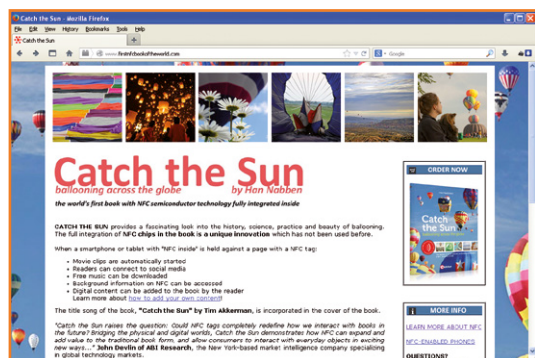 Catch the Sun - Mozilla Firefox
File Edit View History Bookmarks Tools Help
Catch the Sun
www.firstnfcbookoftheworld.com
Google
Catch the Sun
ballooning across the globe by Han Nabben
the world's first book with NFC semiconductor technology fully integrated inside
CATCH THE SUN provides a fascinating look into the history, science, practice and beauty of ballooning.
The full integration of NFC chips in the book is a unique innovation which has not been used before.
When a smartphone or tablet with "NFC inside" is held against a page with a NFC tag:
• Movie clips are automatically started
• Readers can connect to social media
• Free music can be downloaded
• Background information on NFC can be accessed
• Digital content can be added to the book by the reader
Learn more about how to add your own content!
The title song of the book, "Catch the Sun" by Tim Akkerman, is incorporated in the cover of the book.
"Catch the Sun raises the question: Could NFC tags completely redefine how we interact with books in
the future? Bridging the physical and digital worlds, Catch the Sun demonstrates how NFC can expand and
add value to the traditional book form, and allow consumers to interact with everyday objects in exciting
new ways..." John Devlin of ABI Research, the New York-based market intelligence company specializing
in global technology markets.
ORDER NOW
Catch
the Sun
MORE INFO
LEARN MORE ABOUT NFC
NFC-ENABLED PHONES
QUESTIONS?